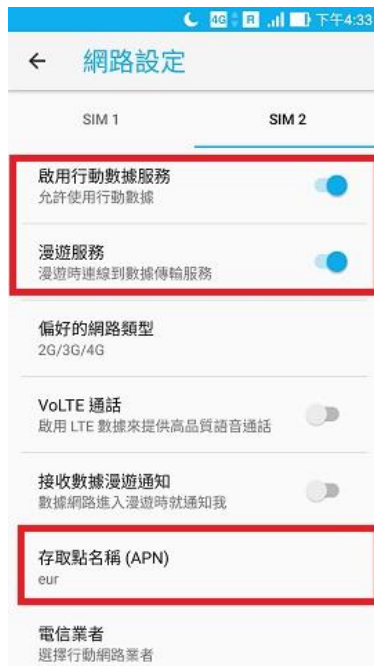 4G R 下午4:33
網路設定
SIM 1 SIM 2
啟用行動數據服務
允許使用行動數據
漫遊服務
漫遊時連線到數據傳輸服務
偏好的網路類型
2G/3G/4G
VoLTE 通話
啟用 LTE 數據來提供高品質語音通話
接收數據漫遊通知
數據網路進入漫遊時就通知我
存取點名稱 (APN)
eur
電信業者
選擇行動網路業者